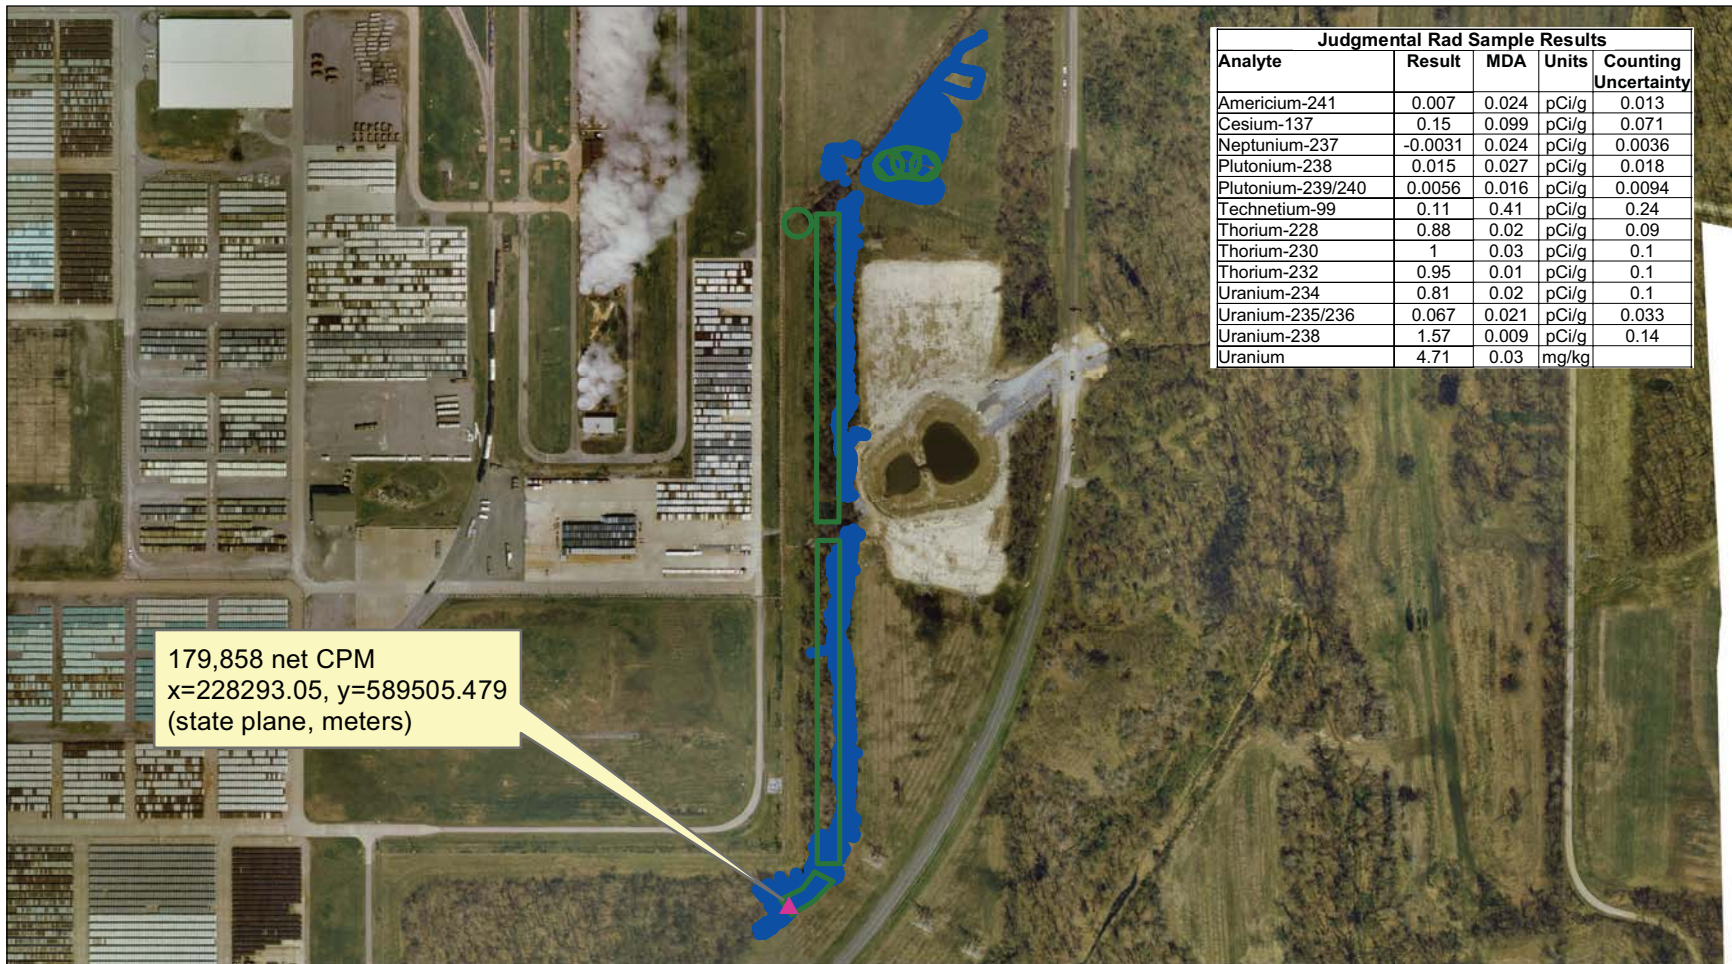 Judgmental Rad Sample Results
Analyte Result MDA Units Counting Uncertainty
Americium-241 0.007 0.024 pCi/g 0.013
Cesium-137 0.15 0.099 pCi/g 0.071
Neptunium-237 -0.0031 0.024 pCi/g 0.0036
Plutonium-238 0.015 0.027 pCi/g 0.018
Plutonium-239/240 0.0056 0.016 pCi/g 0.0094
Technetium-99 0.11 0.41 pCi/g 0.24
Thorium-228 0.88 0.02 pCi/g 0.09
Thorium-230 1 0.03 pCi/g 0.1
Thorium-232 0.95 0.01 pCi/g 0.1
Uranium-234 0.81 0.02 pCi/g 0.1
Uranium-235/236 0.067 0.021 pCi/g 0.033
Uranium-238 1.57 0.009 pCi/g 0.14
Uranium 4.71 0.03 mg/kg
179,858 net CPM
x=228293.05, y=589505.479
(state plane, meters)